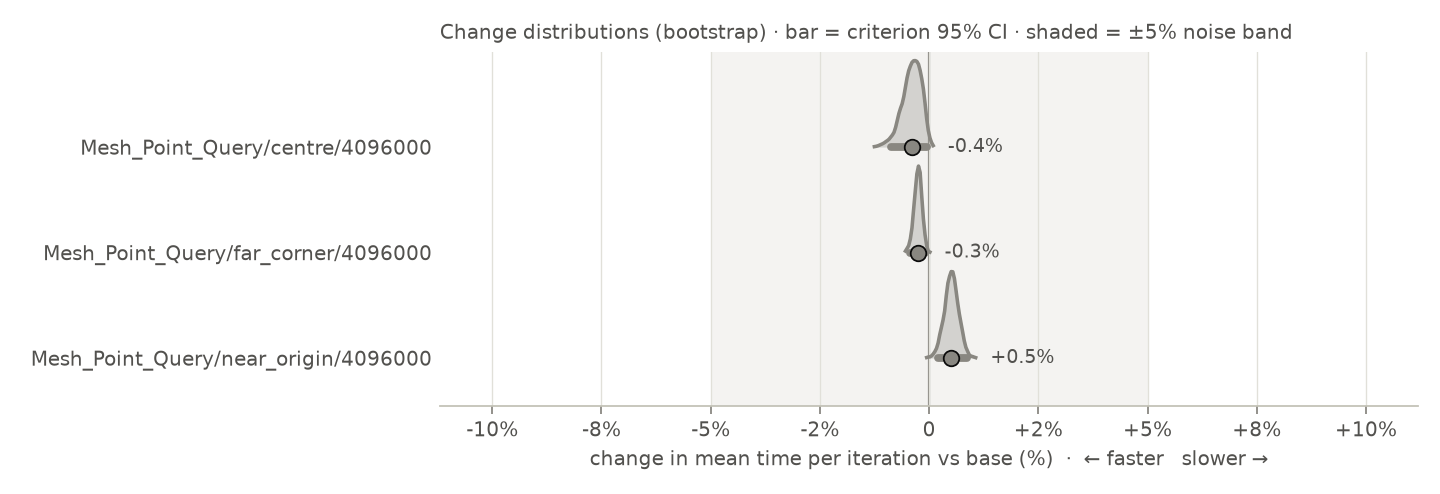 Change distributions (bootstrap) · bar = criterion 95% CI · shaded = ±5% noise band
Mesh_Point_Query/centre/4096000
-0.4%
Mesh_Point_Query/far_corner/4096000
-0.3%
Mesh_Point_Query/near_origin/4096000
+0.5%
-10% -8% -5% -2% 0 +2% +5% +8% +10%
change in mean time per iteration vs base (%) · ← faster slower →